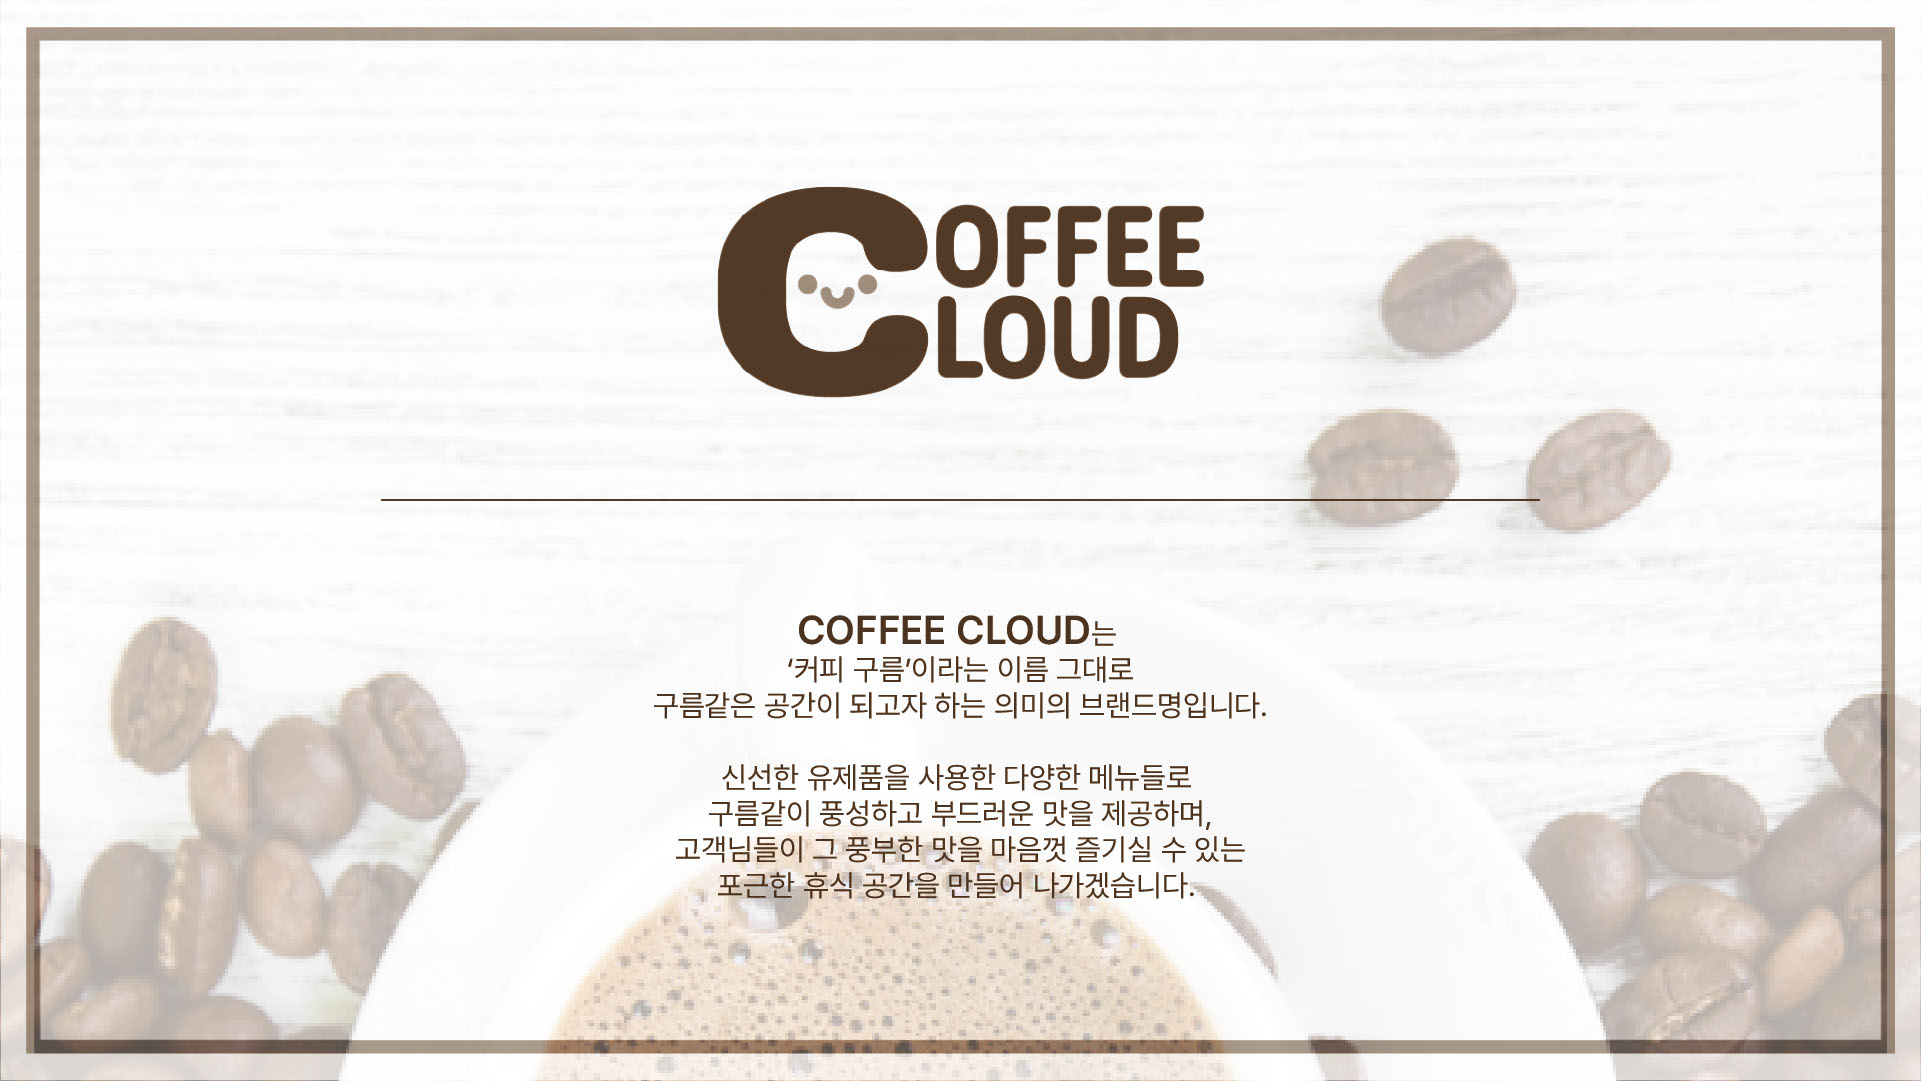 COFFEE
CLOUD
COFFEE CLOUD는
‘커피 구름’이라는 이름 그대로
구름같은 공간이 되고자 하는 의미의 브랜드명입니다.
신선한 유제품을 사용한 다양한 메뉴들로
구름같이 풍성하고 부드러운 맛을 제공하며,
고객님들이 그 풍부한 맛을 마음껏 즐기실 수 있는
포근한 휴식 공간을 만들어 나가겠습니다.